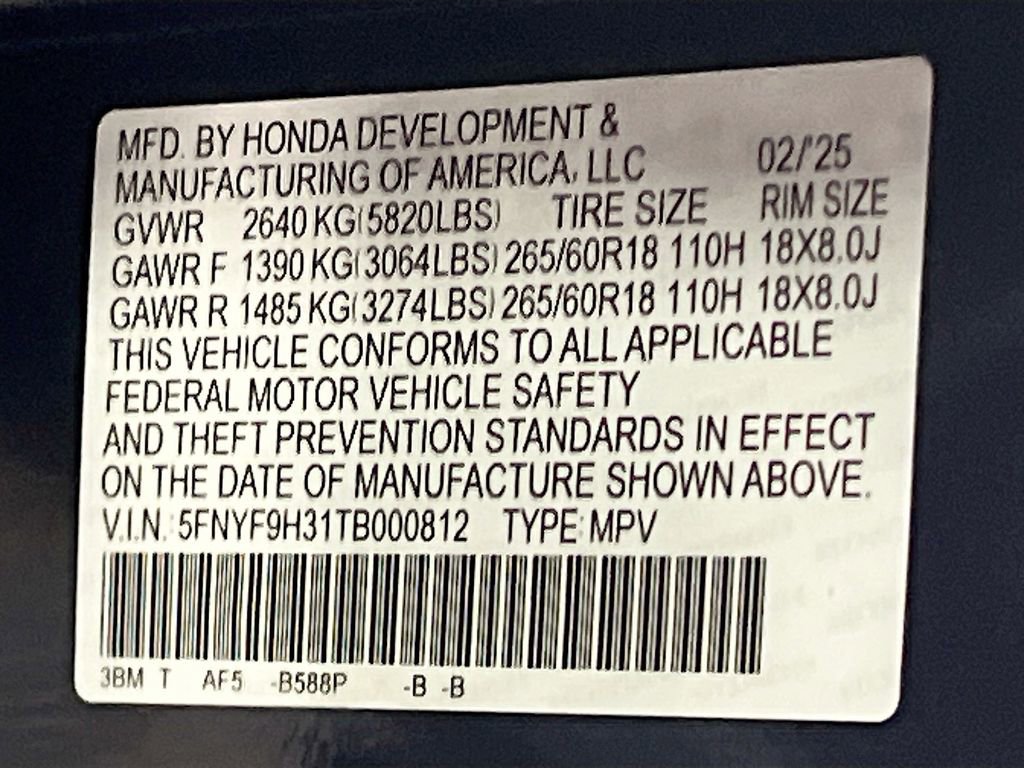 MFD. BY HONDA DEVELOPMENT &
MANUFACTURING OF AMERICA, LLC 02/'25
GVWR 2640 KG(5820LBS) TIRE SIZE RIM SIZE
GAWR F 1390 KG(3064LBS) 265/60R18 110H 18X8.0J
GAWR R 1485 KG(3274LBS) 265/60R18 110H 18X8.0J
THIS VEHICLE CONFORMS TO ALL APPLICABLE
FEDERAL MOTOR VEHICLE SAFETY
AND THEFT PREVENTION STANDARDS IN EFFECT
ON THE DATE OF MANUFACTURE SHOWN ABOVE.
V.I.N.: 5FNYF9H31TB000812 TYPE: MPV
3BM T AF5 -B588P -B -B